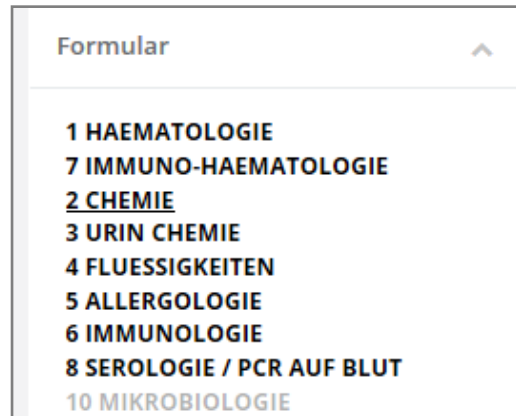 Formular
1 HAEMATOLOGIE
7 IMMUNO-HAEMATOLOGIE
2 CHEMIE
3 URIN CHEMIE
4 FLUESSIGKEITEN
5 ALLERGOLOGIE
6 IMMUNOLOGIE
8 SEROLOGIE / PCR AUF BLUT
10 MIKROBIOLOGIE